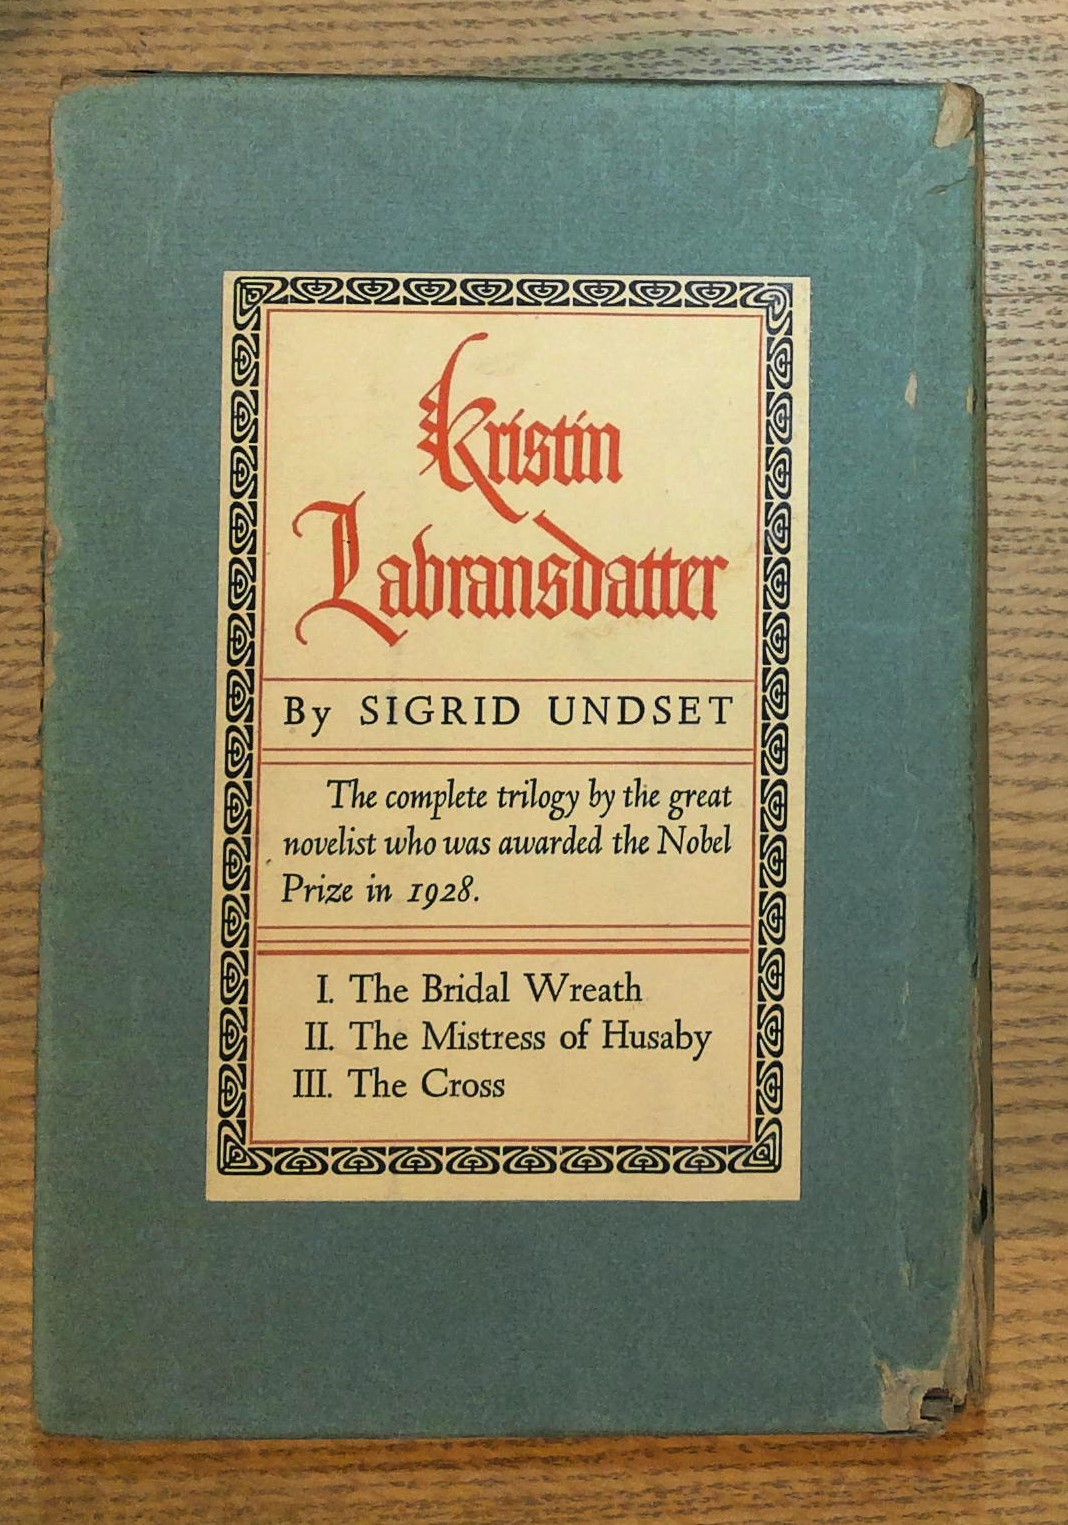 Kristin
Lavransdatter
By SIGRID UNDSET
The complete trilogy by the great
novelist who was awarded the Nobel
Prize in 1928.
I. The Bridal Wreath
II. The Mistress of Husaby
III. The Cross